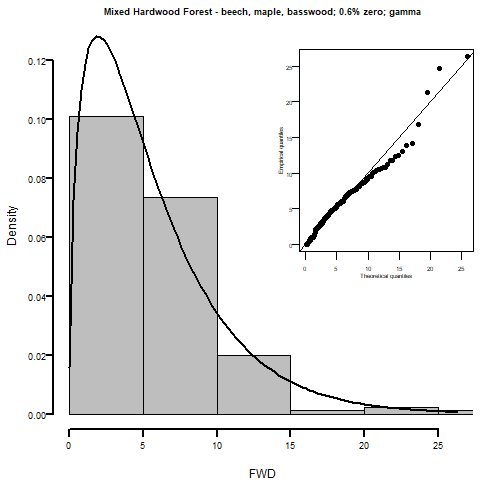 Mixed Hardwood Forest - beech, maple, basswood; 0.6% zero; gamma
Density
0.12
0.10
0.08
0.06
0.04
0.02
0.00
0 5 10 15 20 25
FWD
Empirical quantiles
25
20
15
10
5
0
0 5 10 15 20 25
Theoretical quantiles